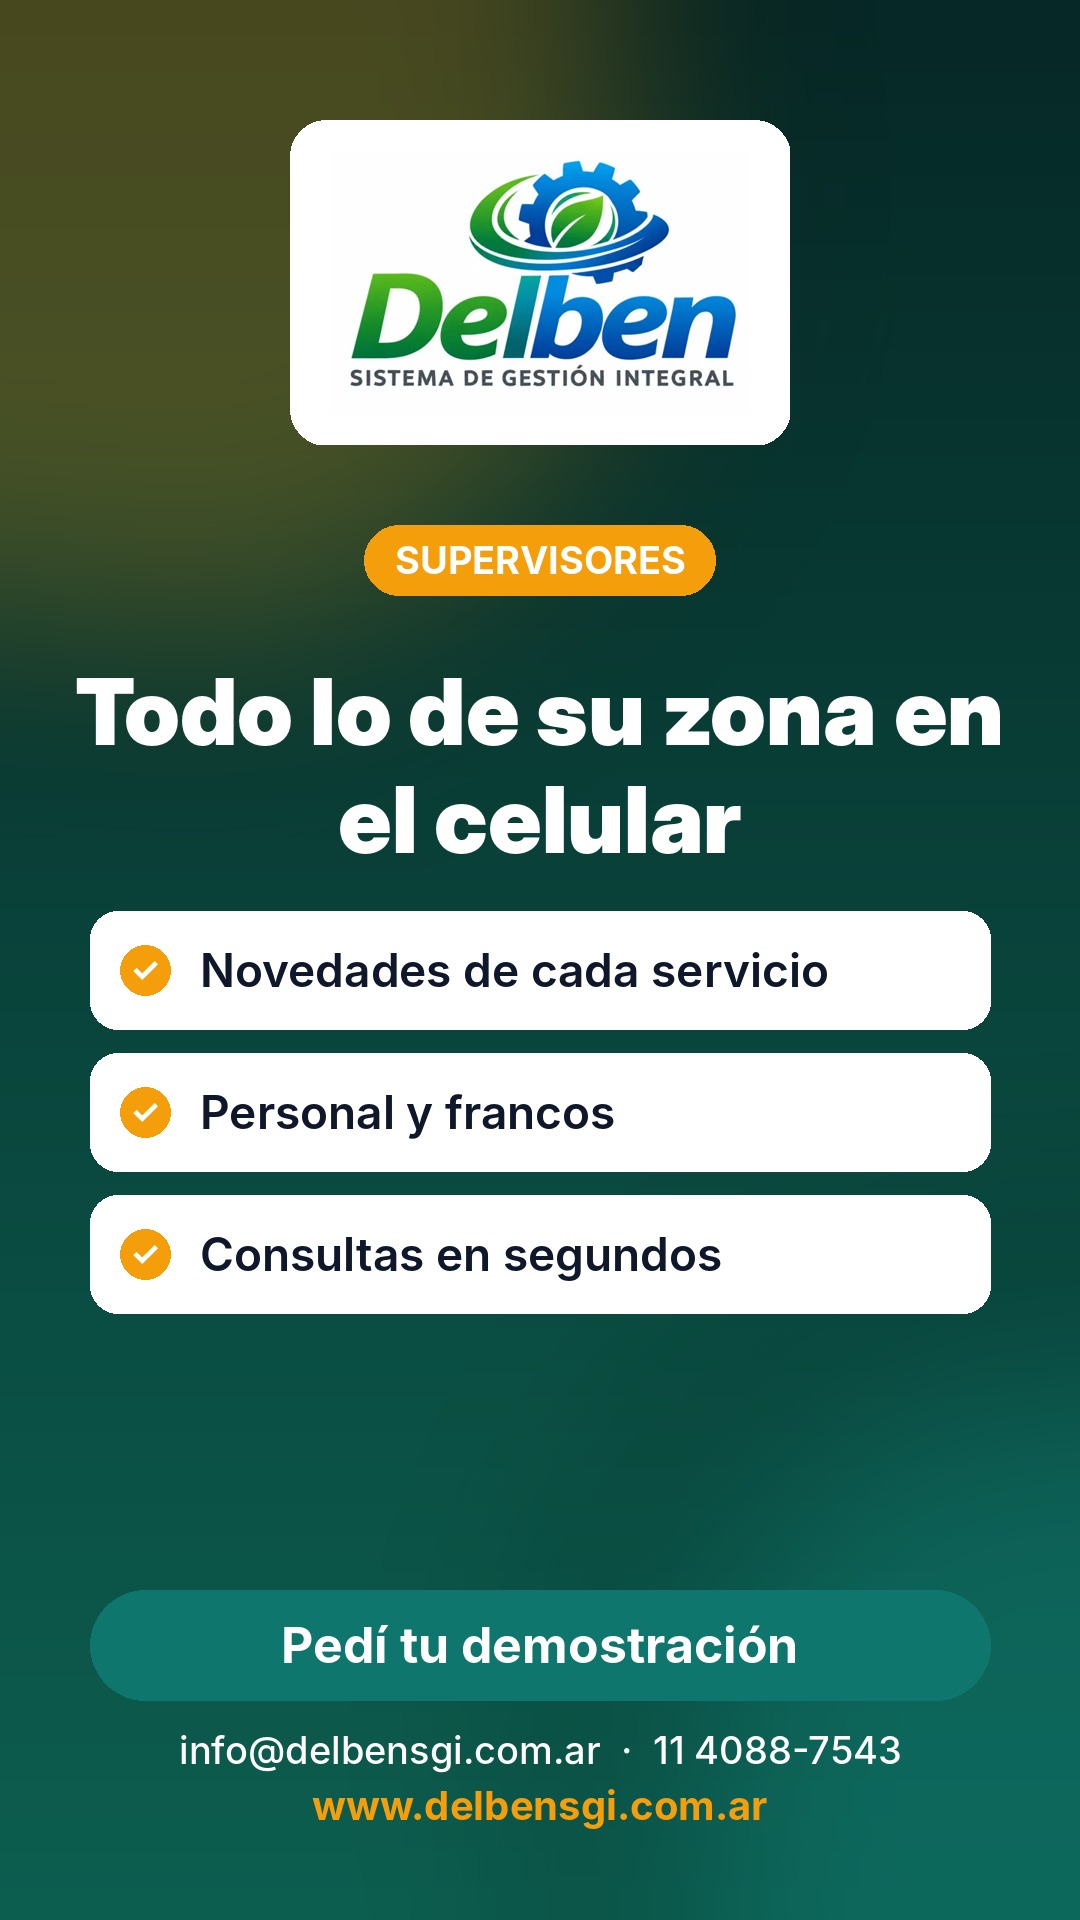 Delben
SISTEMA DE GESTIÓN INTEGRAL
SUPERVISORES
Todo lo de su zona en
el celular
Novedades de cada servicio
Personal y francos
Consultas en segundos
Pedí tu demostración
info@delbensgi.com.ar · 11 4088-7543
www.delbensgi.com.ar